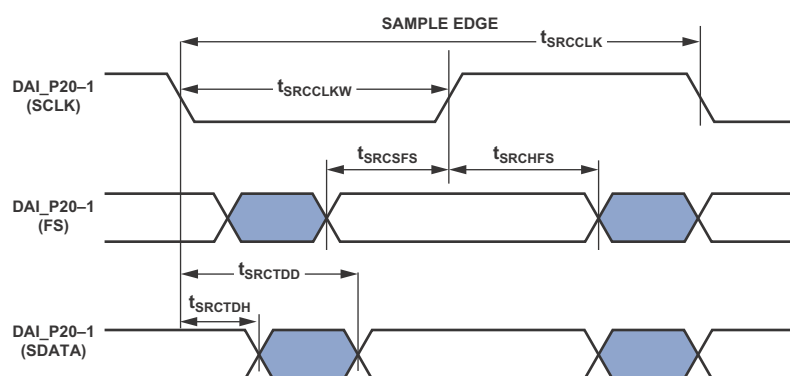 SAMPLE EDGE
tSRCCLK
DAI_P20–1
(SCLK)
tSRCCLKW
tSRCSFS
tSRCHFS
DAI_P20–1
(FS)
tSRCTDD
tSRCTDH
DAI_P20–1
(SDATA)